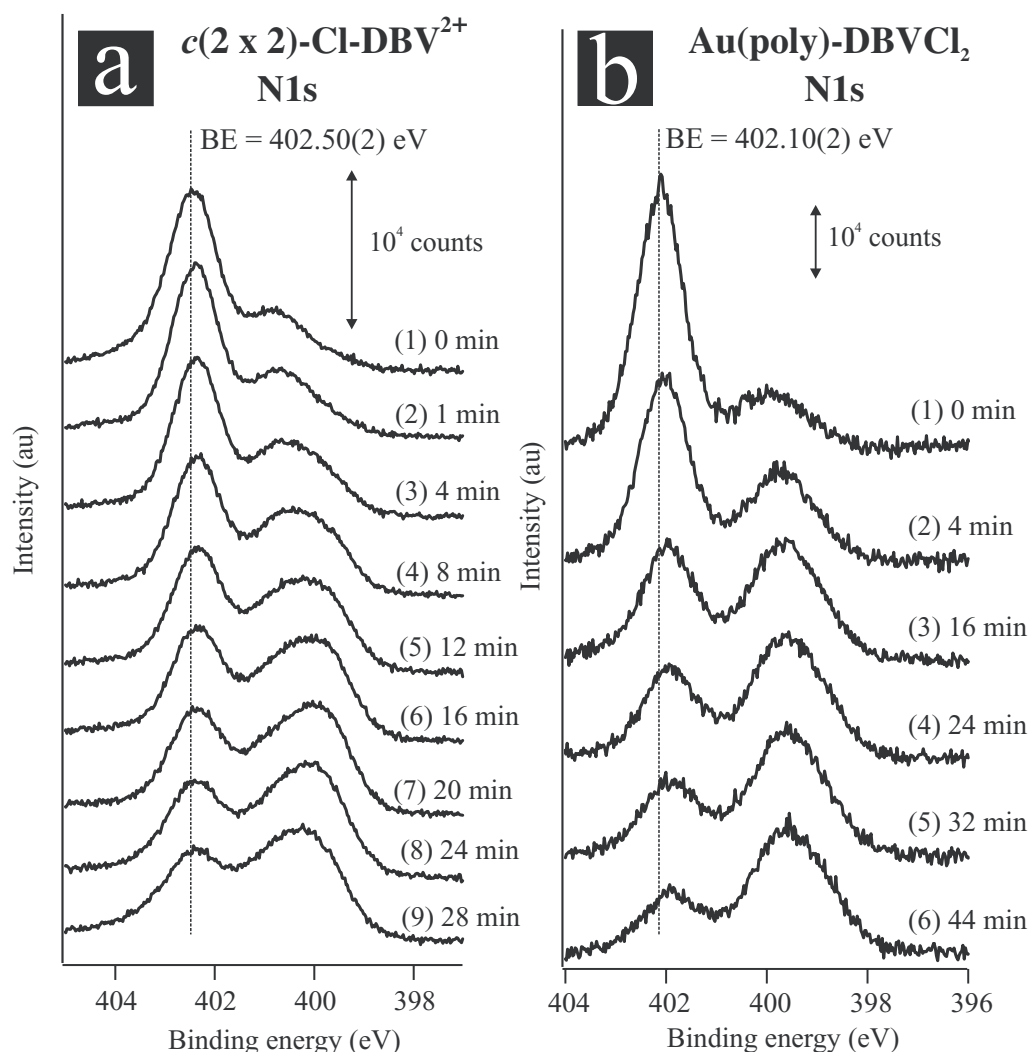 a
c(2 x 2)-Cl-DBV²⁺
N1s
BE = 402.50(2) eV
10⁴ counts
(1) 0 min
(2) 1 min
(3) 4 min
(4) 8 min
(5) 12 min
(6) 16 min
(7) 20 min
(8) 24 min
(9) 28 min
Intensity (au)
404 402 400 398
Binding energy (eV)
b
Au(poly)-DBVCl₂
N1s
BE = 402.10(2) eV
10⁴ counts
(1) 0 min
(2) 4 min
(3) 16 min
(4) 24 min
(5) 32 min
(6) 44 min
Intensity (au)
404 402 400 398 396
Binding energy (eV)